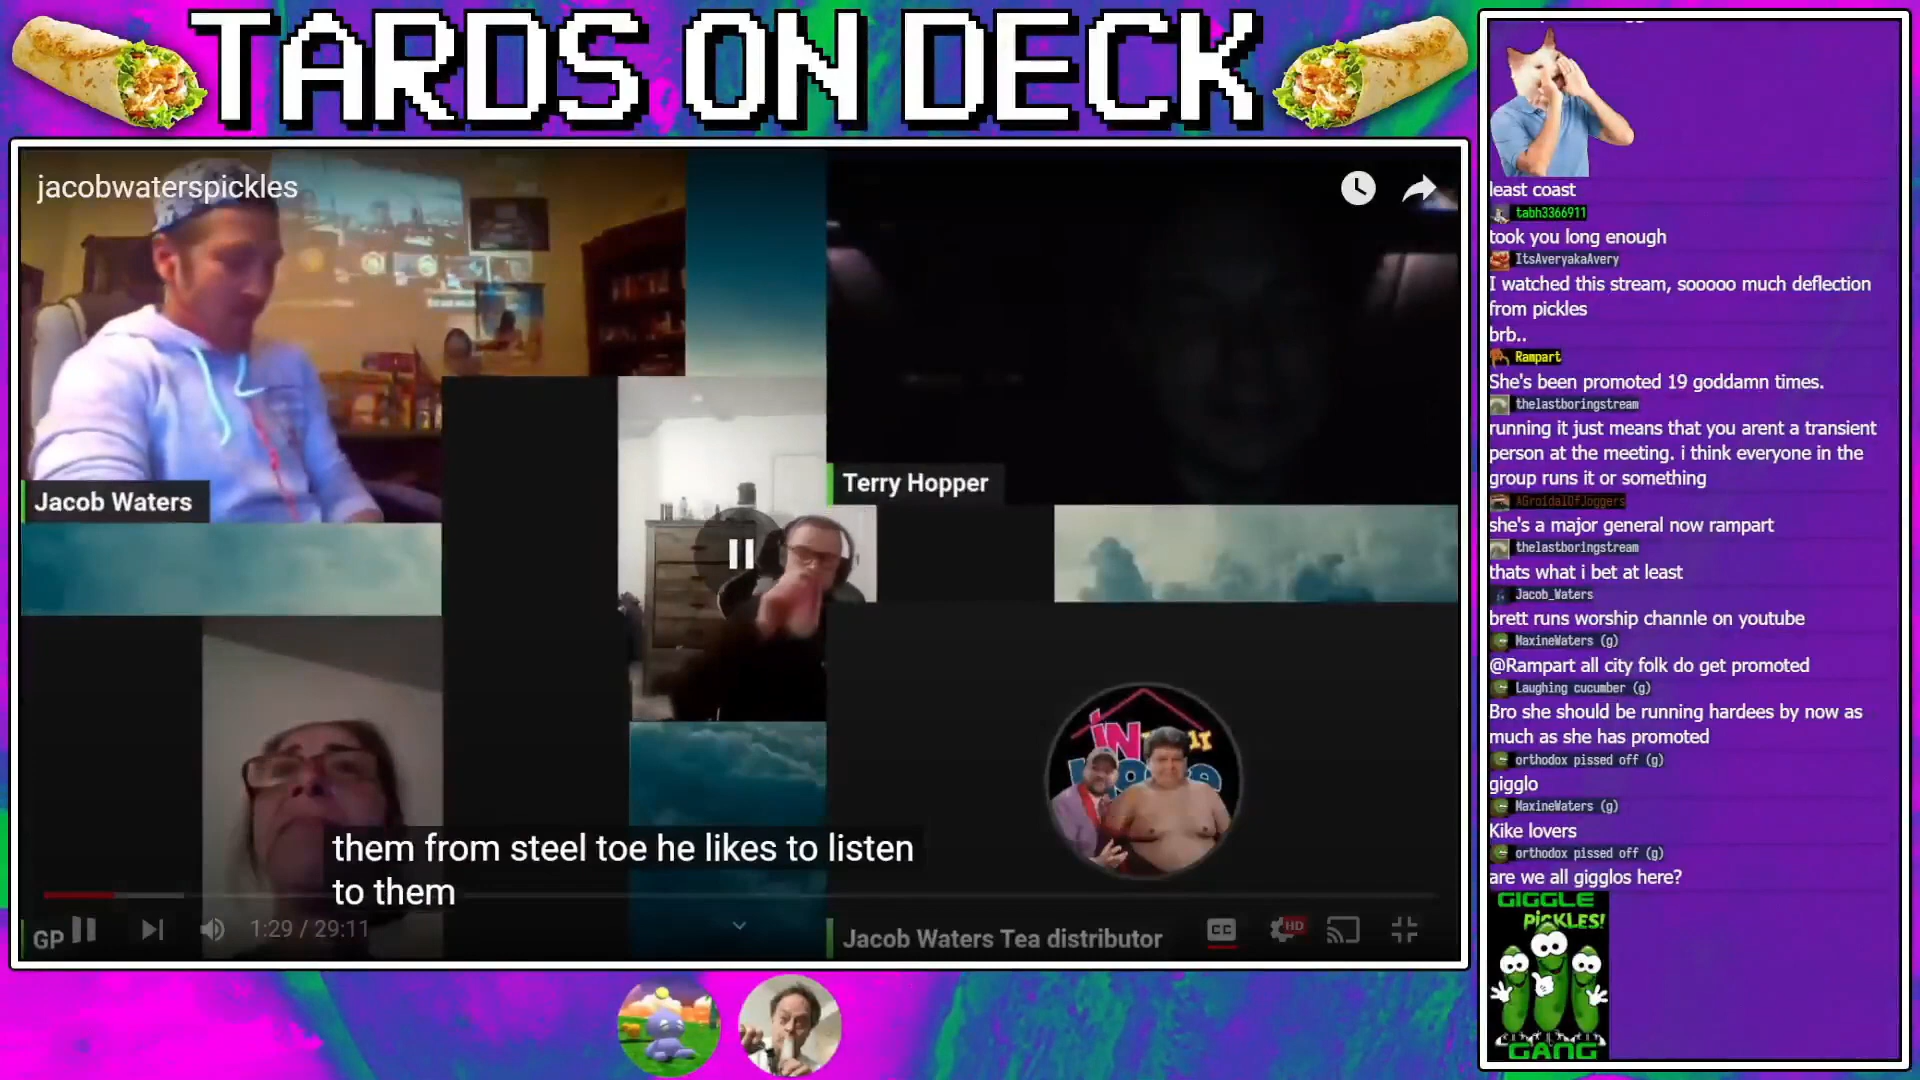 TARDS ON DECK
jacobwaterspickles
Jacob Waters
Terry Hopper
them from steel toe he likes to listen
to them
1:29 / 29:11
GP
Jacob Waters Tea distributor
CC
HD
IN
least coast
tabh3366911
took you long enough
ItsAveryakaAvery
I watched this stream, sooooo much deflection
from pickles
brb..
Rampart
She's been promoted 19 goddamn times.
thelastboringstream
running it just means that you arent a transient
person at the meeting. i think everyone in the
group runs it or something
AGroidalOfJoggers
she's a major general now rampart
thelastboringstream
thats what i bet at least
Jacob_Waters
brett runs worship channle on youtube
MaxineWaters (g)
@Rampart all city folk do get promoted
Laughing cucumber (g)
Bro she should be running hardees by now as
much as she has promoted
orthodox pissed off (g)
gigglo
MaxineWaters (g)
Kike lovers
orthodox pissed off (g)
are we all gigglos here?
GIGGLE
PiCKLES!
GANG